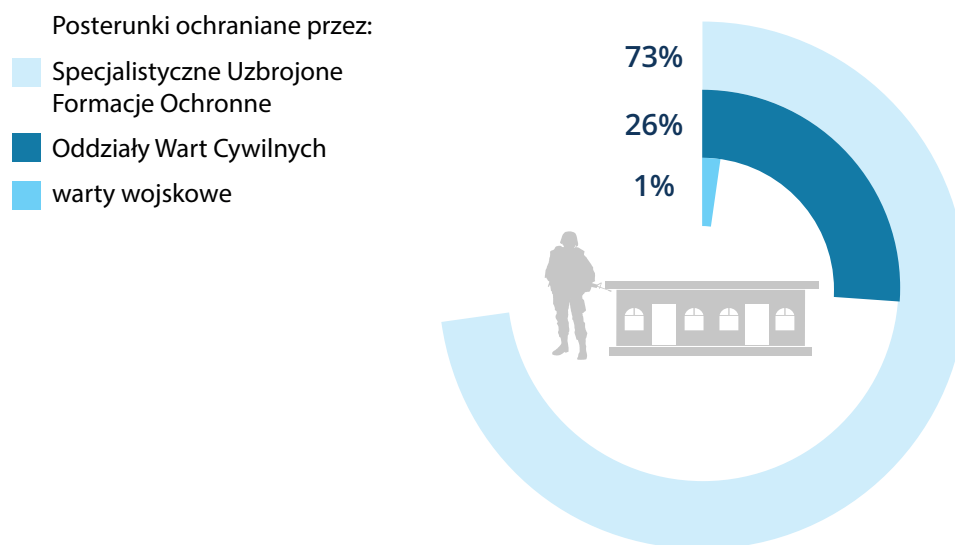 Posterunki ochraniane przez:
Specjalistyczne Uzbrojone
Formacje Ochronne
Oddziały Wart Cywilnych
warty wojskowe
73%
26%
1%